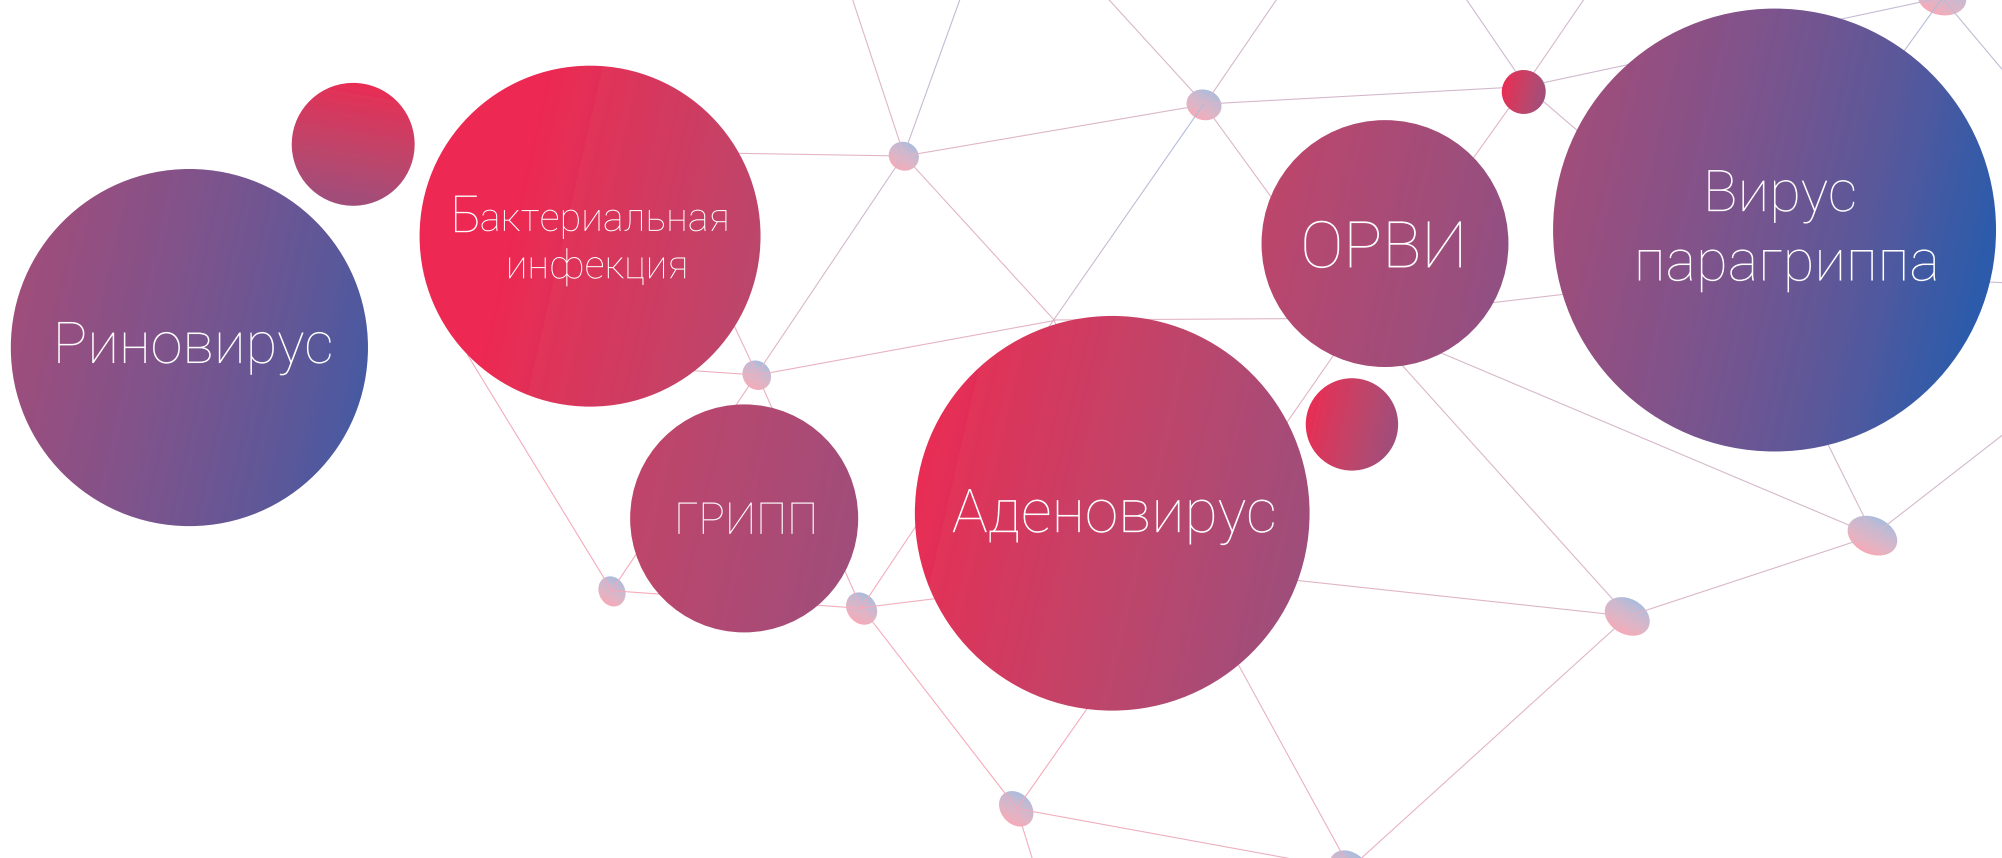 Риновирус
Бактериальная
инфекция
ГРИПП
Аденовирус
ОРВИ
Вирус
парагриппа